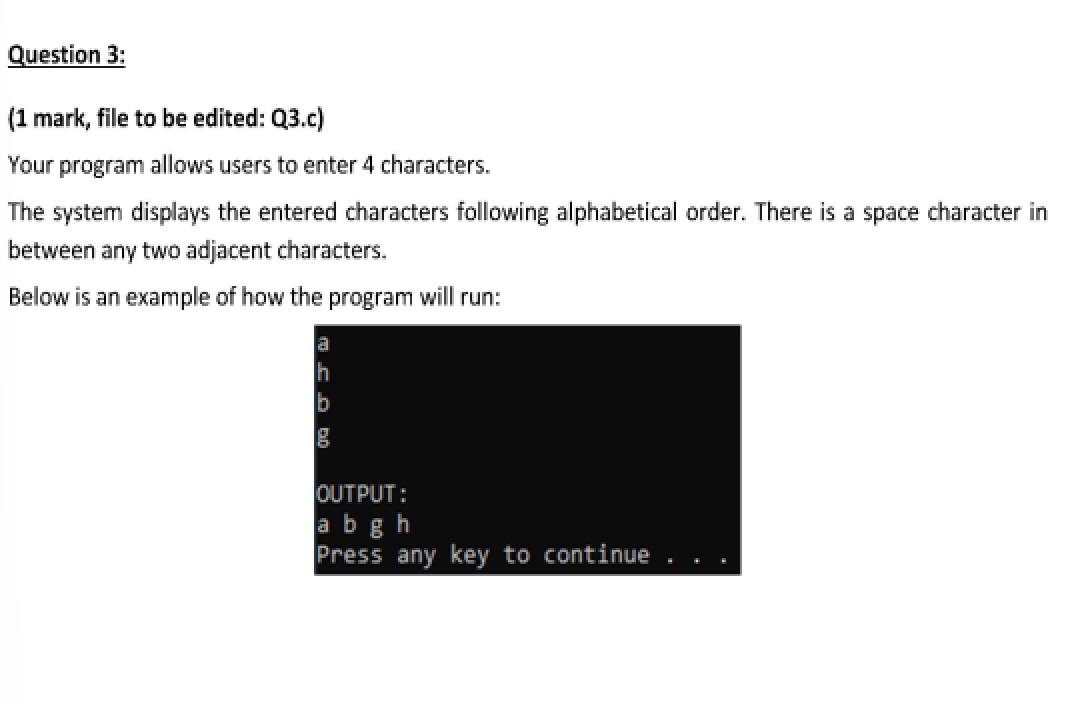 Question 3:
(1 mark, file to be edited: Q3.c)
Your program allows users to enter 4 characters.
The system displays the entered characters following alphabetical order. There is a space character in
between any two adjacent characters.
Below is an example of how the program will run:
a
h
b
g
OUTPUT:
a b g h
Press any key to continue . . .